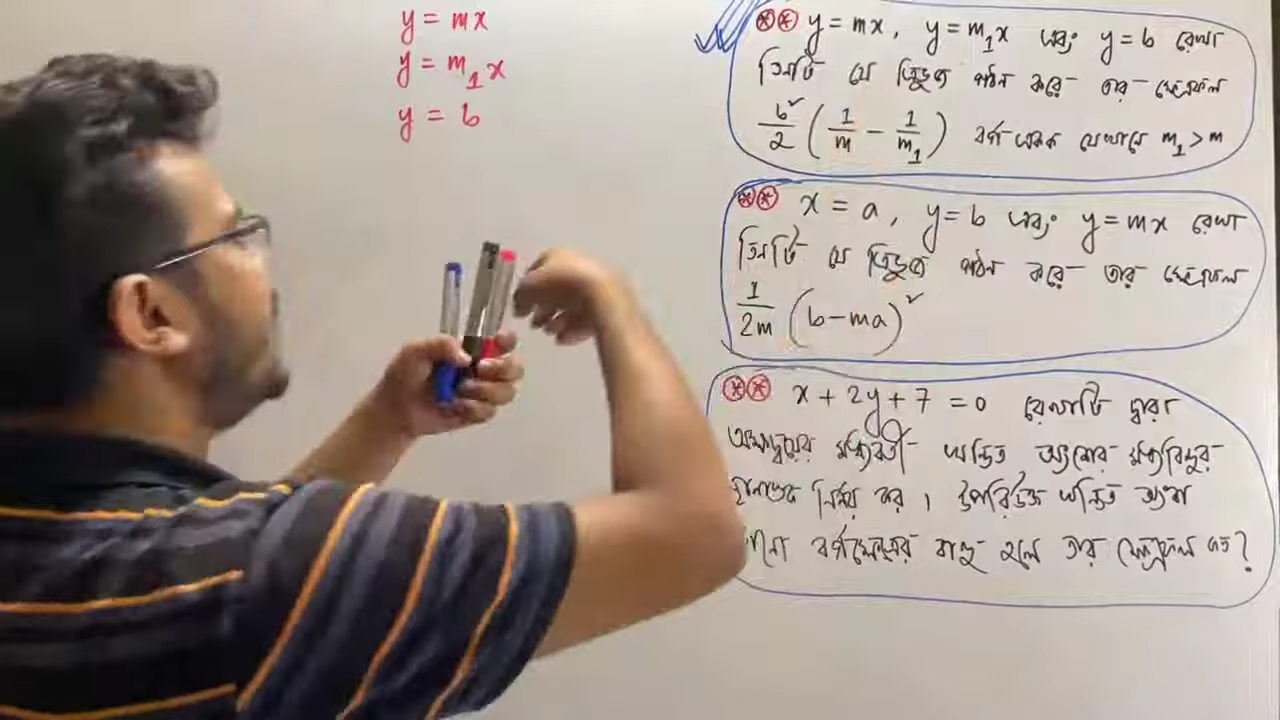 y = mx
y = m₁x
y = b
y = mx, y = m₁x এবং y = b রেখা
তিনটি যে ত্রিভুজ গঠন করে তার ক্ষেত্রফল
b²/2 (1/m − 1/m₁) বর্গ একক যেখানে m₁ > m
x = a, y = b এবং y = mx রেখা
তিনটি যে ত্রিভুজ গঠন করে তার ক্ষেত্রফল
1/2m (b − ma)²
x + 2y + 7 = 0 রেখাটি দ্বারা
অক্ষদ্বয়ের মধ্যবর্তী খন্ডিত অংশের মধ্যবিন্দুর
স্থানাঙ্ক নির্ণয় কর। উপরিউক্ত খন্ডিত অংশ
বর্গক্ষেত্রের বাহু হলে তার ক্ষেত্রফল কত?